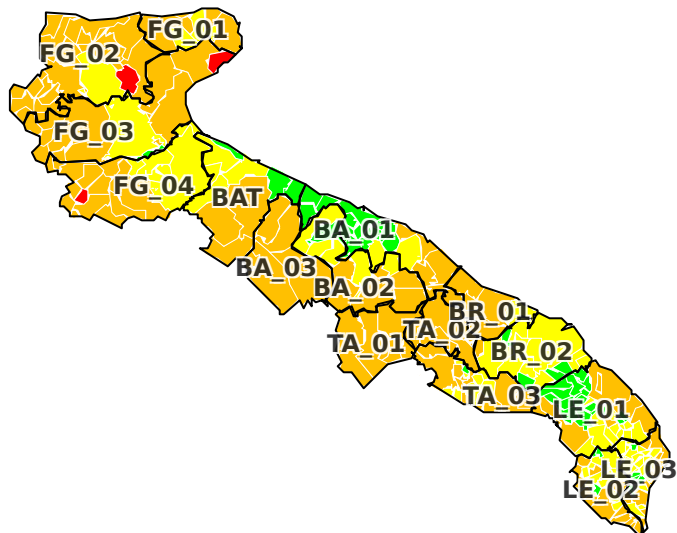 FG_01
FG_02
FG_03
FG_04
BAT
BA_01
BA_03
BA_02
BR_01
TA_02
TA_01
BR_02
TA_03
LE_01
LE_03
LE_02